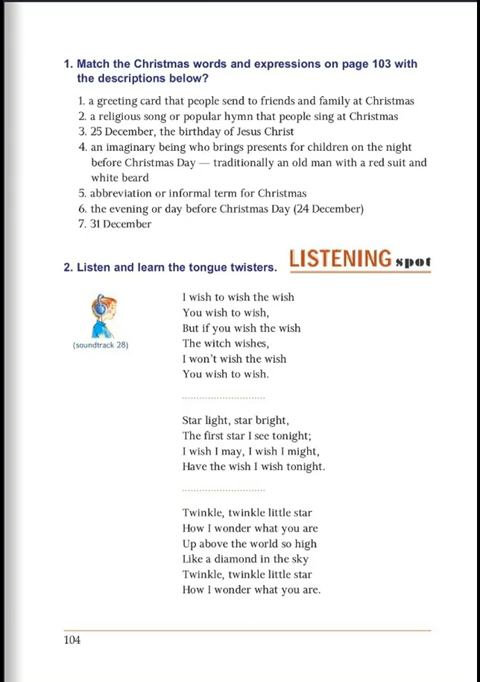 1. Match the Christmas words and expressions on page 103 with
the descriptions below?
1. a greeting card that people send to friends and family at Christmas
2. a religious song or popular hymn that people sing at Christmas
3. 25 December, the birthday of Jesus Christ
4. an imaginary being who brings presents for children on the night
before Christmas Day — traditionally an old man with a red suit and
white beard
5. abbreviation or informal term for Christmas
6. the evening or day before Christmas Day (24 December)
7. 31 December
LISTENING spot
2. Listen and learn the tongue twisters.
(soundtrack 28)
I wish to wish the wish
You wish to wish,
But if you wish the wish
The witch wishes,
I won't wish the wish
You wish to wish.
Star light, star bright,
The first star I see tonight;
I wish I may, I wish I might,
Have the wish I wish tonight.
Twinkle, twinkle little star
How I wonder what you are
Up above the world so high
Like a diamond in the sky
Twinkle, twinkle little star
How I wonder what you are.
104